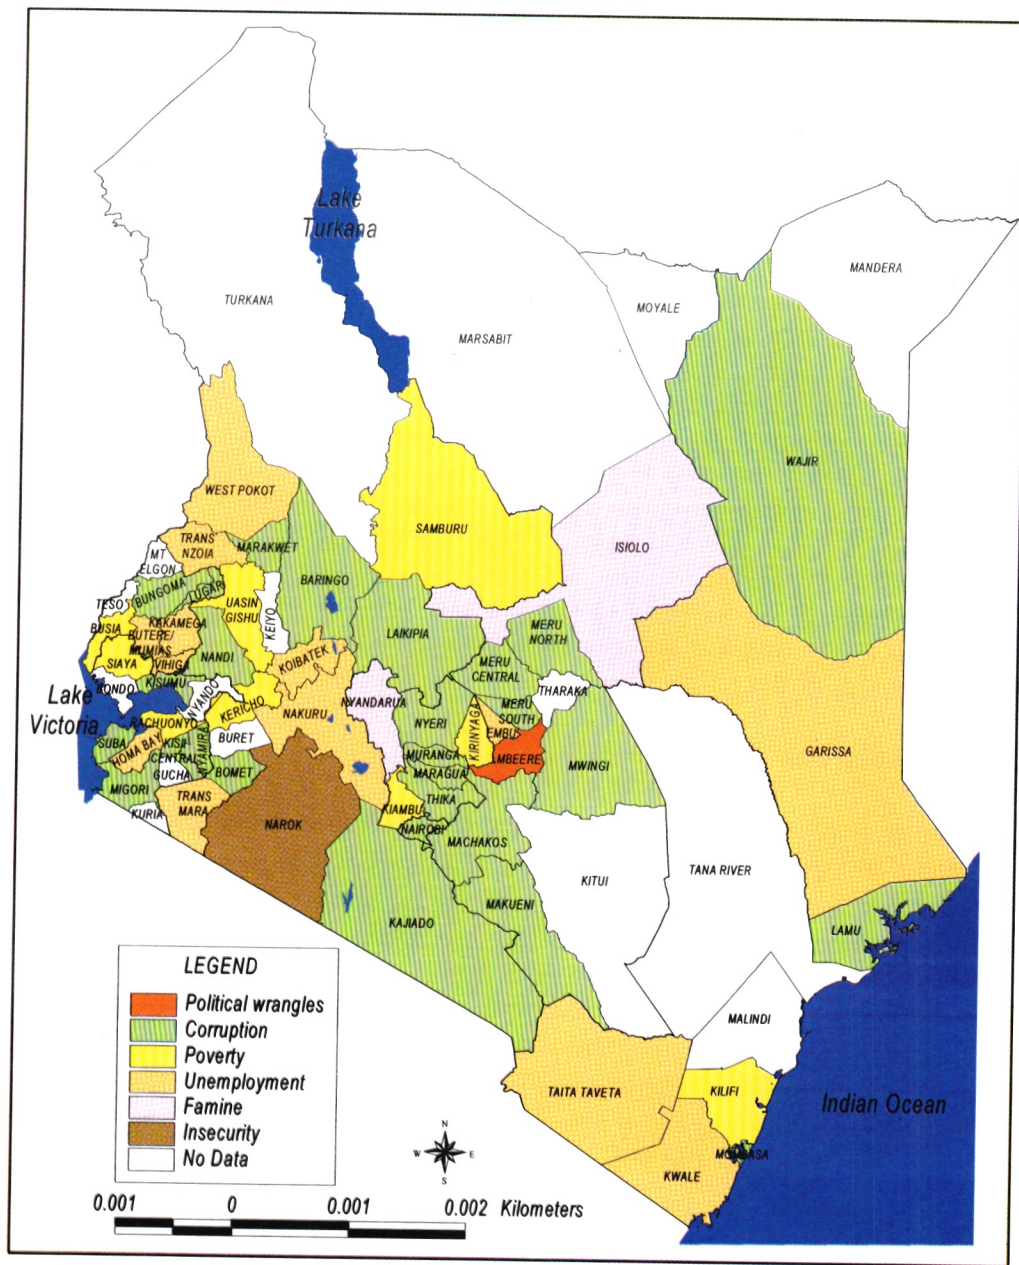 Lake
Turkana
MANDERA
TURKANA
MOYALE
MARSABIT
WAJIR
WEST POKOT
SAMBURU
TRANS
NZOIA
MARAKWET
ISIOLO
MT
ELGON
BARINGO
BUNGOMA
LUGARI
TESO
UASIN
GISHU
KEIYO
BUSIA
KAKAMEGA
BUTERE/
MUMIAS
LAIKIPIA
MERU
NORTH
SIAYA
VIHIGA
NANDI
KOIBATEK
MERU
CENTRAL
BONDO
KISUMU
THARAKA
Lake
Victoria
NYANDO
KERICHO
NAKURU
NYANDARUA
NYERI
KIRINYAGA
MERU
SOUTH
EMBU
RACHUONYO
SUBA
HOMA BAY
KISII
CENTRAL
NYAMIRA
BURET
MURANGA
MBEERE
GARISSA
GUCHA
BOMET
MARAGUA
MWINGI
MIGORI
TRANS
MARA
THIKA
KIAMBU
KURIA
NAROK
NAIROBI
MACHAKOS
KITUI
TANA RIVER
MAKUENI
KAJIADO
LAMU
MALINDI
TAITA TAVETA
KILIFI
Indian Ocean
MOMBASA
KWALE
LEGEND
Political wrangles
Corruption
Poverty
Unemployment
Famine
Insecurity
No Data
N
W E
S
0.001 0 0.001 0.002 Kilometers